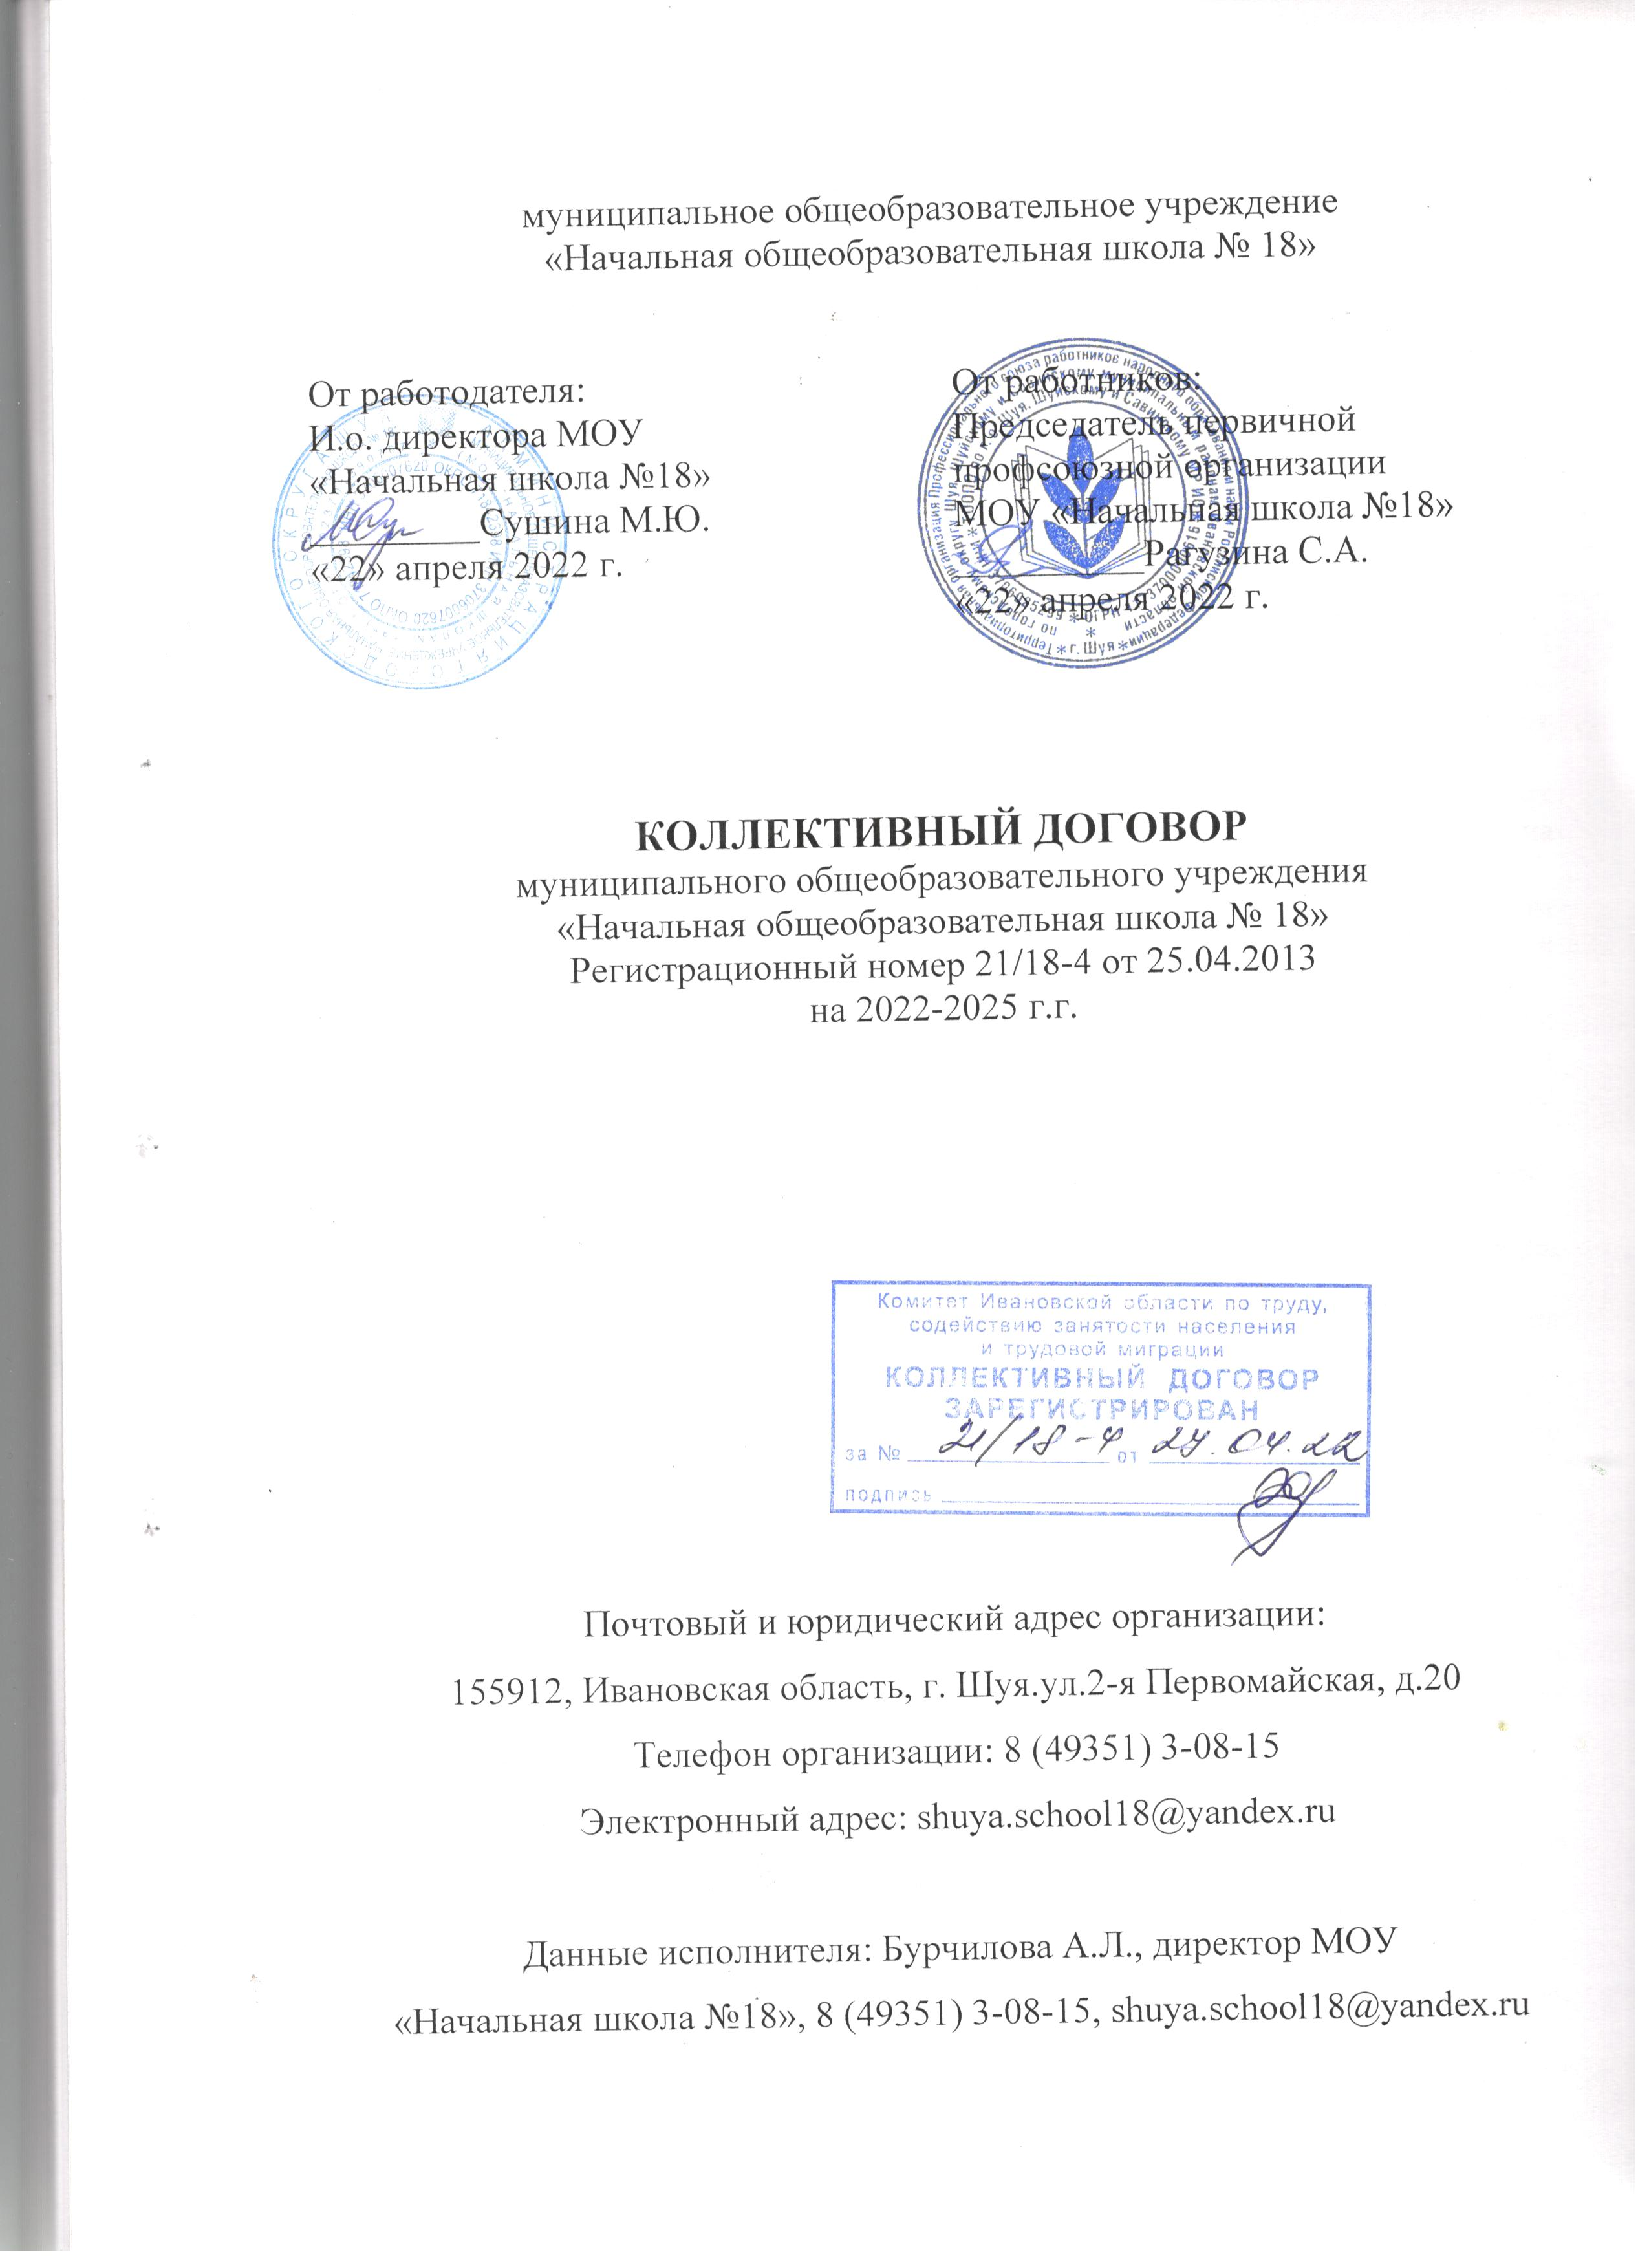 муниципальное общеобразовательное учреждение
«Начальная общеобразовательная школа № 18»
От работодателя:
И.о. директора МОУ
«Начальная школа №18»
Сушина М.Ю.
«22» апреля 2022 г.
От работников:
Председатель первичной
профсоюзной организации
МОУ «Начальная школа №18»
Рагузина С.А.
«22» апреля 2022 г.
КОЛЛЕКТИВНЫЙ ДОГОВОР
муниципального общеобразовательного учреждения
«Начальная общеобразовательная школа № 18»
Регистрационный номер 21/18-4 от 25.04.2013
на 2022-2025 г.г.
Комитет Ивановской области по труду,
содействию занятости населения
и трудовой миграции
КОЛЛЕКТИВНЫЙ ДОГОВОР
ЗАРЕГИСТРИРОВАН
за № 21/18-4 от 27.04.22
подпись
Почтовый и юридический адрес организации:
155912, Ивановская область, г. Шуя.ул.2-я Первомайская, д.20
Телефон организации: 8 (49351) 3-08-15
Электронный адрес: shuya.school18@yandex.ru
Данные исполнителя: Бурчилова А.Л., директор МОУ
«Начальная школа №18», 8 (49351) 3-08-15, shuya.school18@yandex.ru